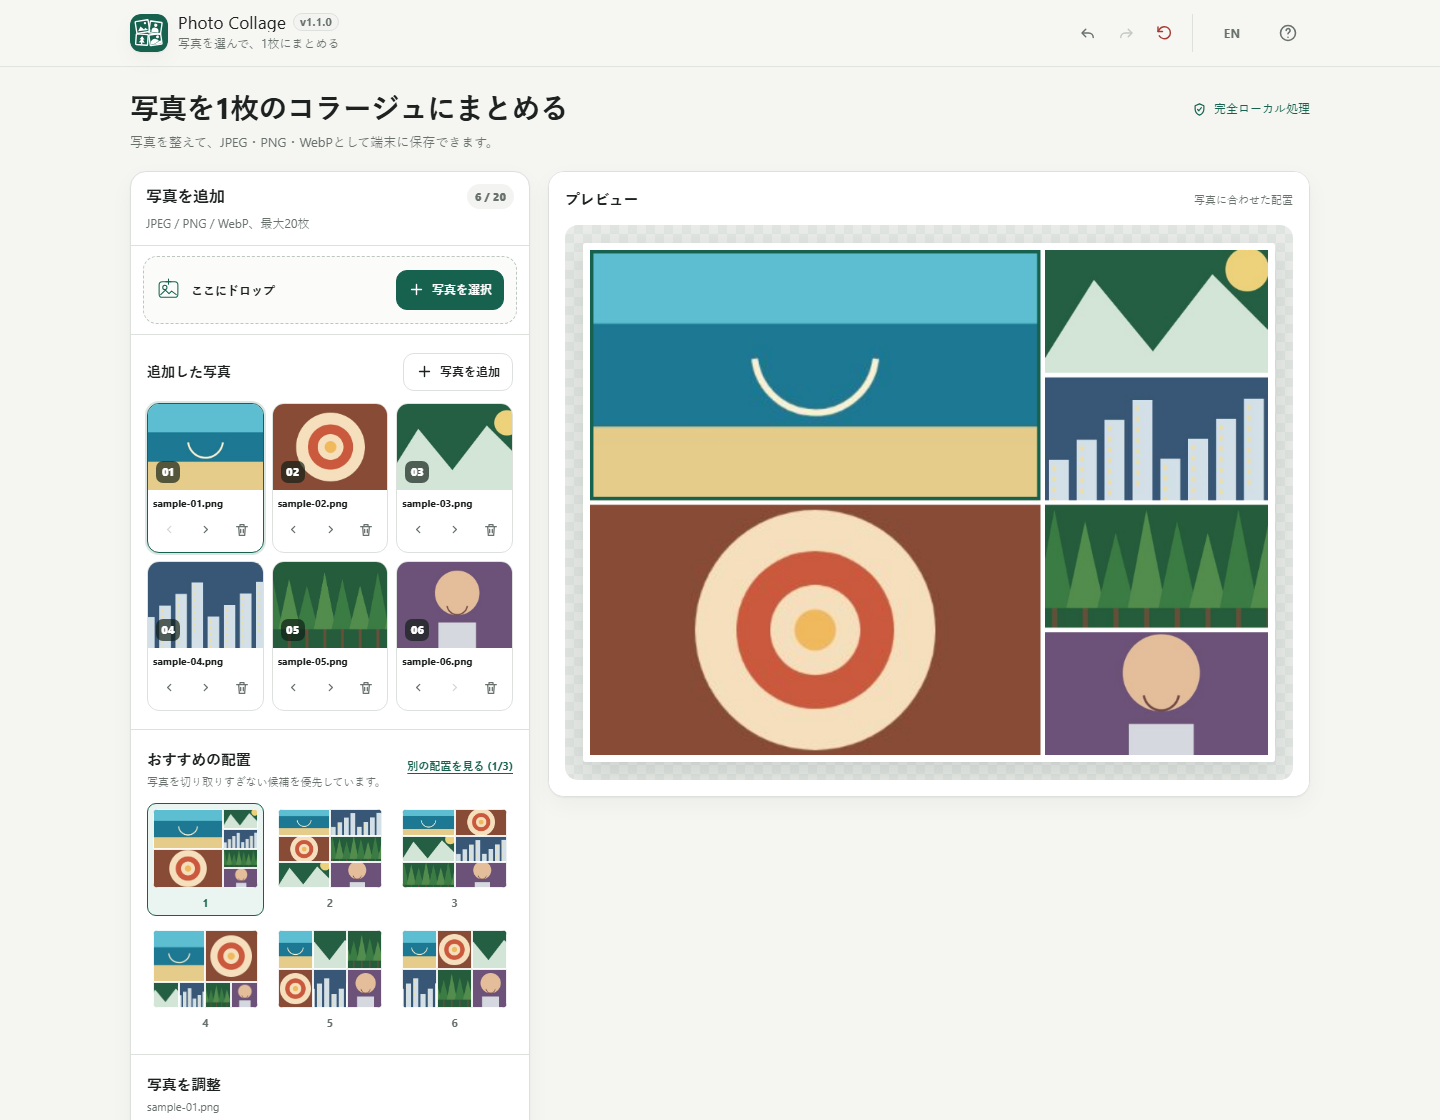 Photo Collage v1.1.0
写真を選んで、1枚にまとめる
EN
写真を1枚のコラージュにまとめる
完全ローカル処理
写真を整えて、JPEG・PNG・WebPとして端末に保存できます。
写真を追加
6 / 20
JPEG / PNG / WebP、最大20枚
ここにドロップ
写真を選択
追加した写真
写真を追加
01
02
03
sample-01.png
sample-02.png
sample-03.png
04
05
06
sample-04.png
sample-05.png
sample-06.png
おすすめの配置
写真を切り取りすぎない候補を優先しています。
別の配置を見る (1/3)
1
2
3
4
5
6
写真を調整
sample-01.png
プレビュー
写真に合わせた配置